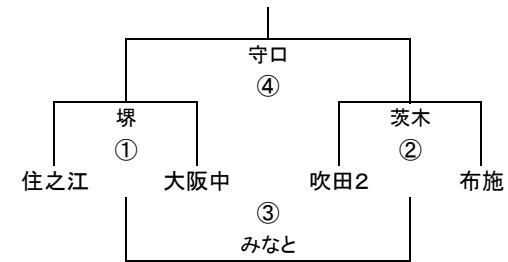 守口
④
堺 茨木
① ②
住之江 大阪中 吹田2 布施
③
みなと